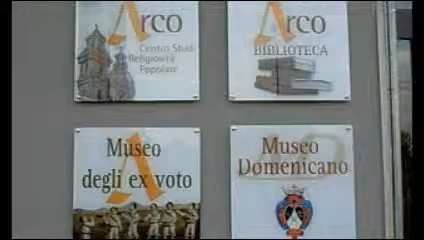 Arco
Centro Studi
Religiosità
Popolare
Arco
BIBLIOTECA
Museo
degli ex voto
Museo
Domenicano